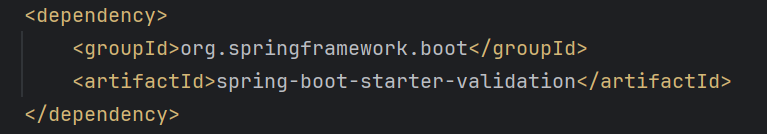 <dependency>
    <groupId>org.springframework.boot</groupId>
    <artifactId>spring-boot-starter-validation</artifactId>
</dependency>